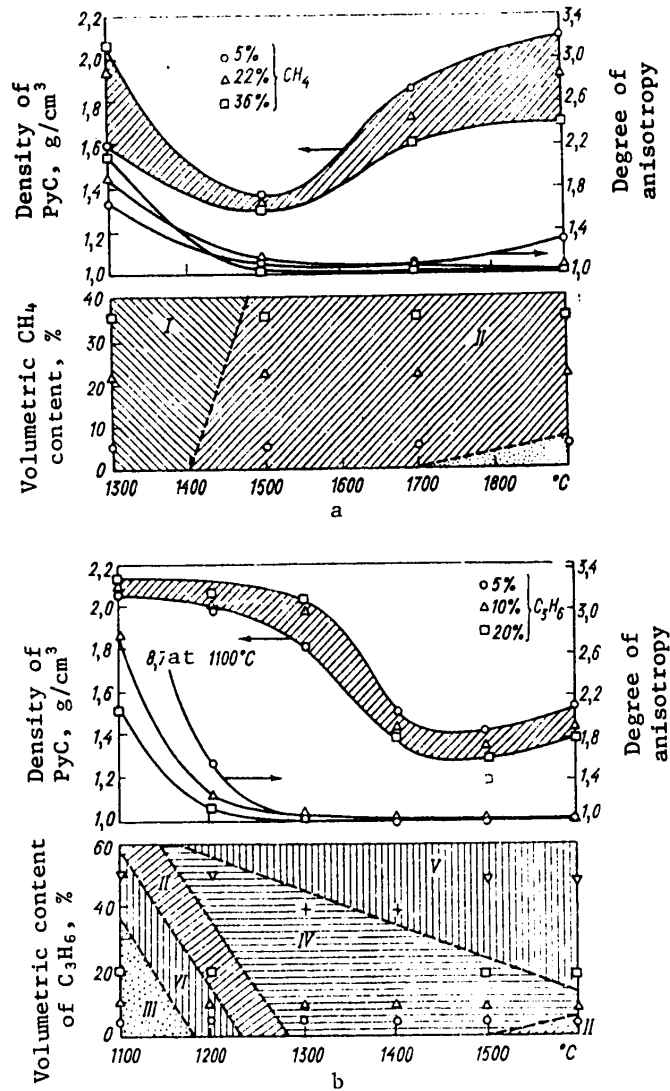 2,2
2,0
1,8
1,6
1,4
1,2
1,0
Density of
PyC, g/cm3
5%
22%
36%
CH4
3,4
3,0
2,6
2,2
1,8
1,4
1,0
Degree of
anisotropy
40
30
20
10
0
Volumetric CH4
content, %
I
II
1300 1400 1500 1600 1700 1800 °C
a
2,2
2,0
1,8
1,6
1,4
1,2
1,0
Density of
PyC, g/cm3
8,7 at 1100°C
5%
10%
20%
C3H6
3,4
3,0
2,6
2,2
1,8
1,4
1,0
Degree of
anisotropy
60
40
20
0
Volumetric content
of C3H6, %
II
V
IV
VI
III
II
1100 1200 1300 1400 1500 °C
b